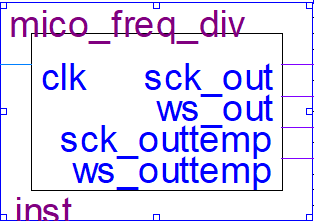 mico_freq_div
clk sck_out
ws_out
sck_outtemp
ws_outtemp
inst